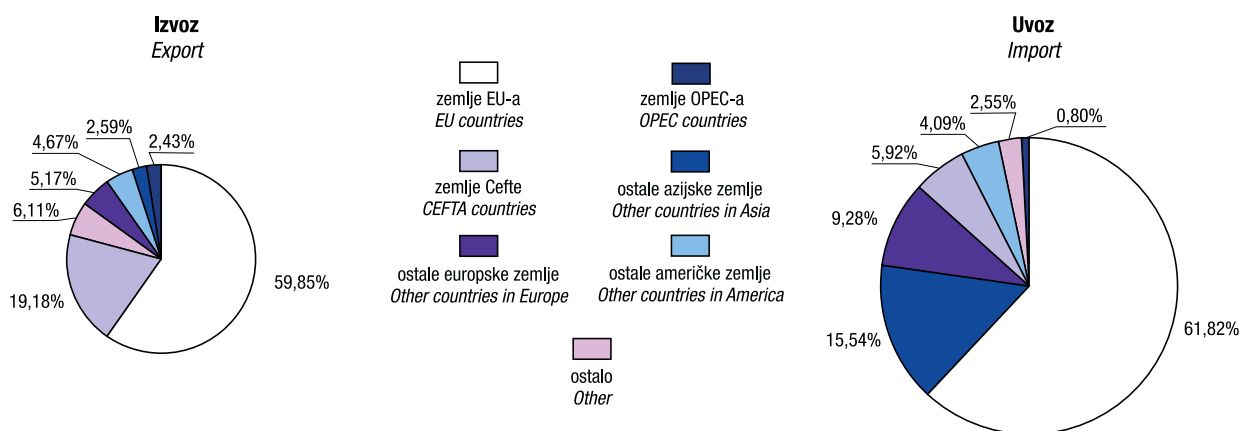 Izvoz
Export
2,43%
2,59%
4,67%
5,17%
6,11%
19,18%
59,85%
zemlje EU-a
EU countries
zemlje OPEC-a
OPEC countries
zemlje Cefte
CEFTA countries
ostale azijske zemlje
Other countries in Asia
ostale europske zemlje
Other countries in Europe
ostale američke zemlje
Other countries in America
ostalo
Other
Uvoz
Import
0,80%
2,55%
4,09%
5,92%
9,28%
15,54%
61,82%